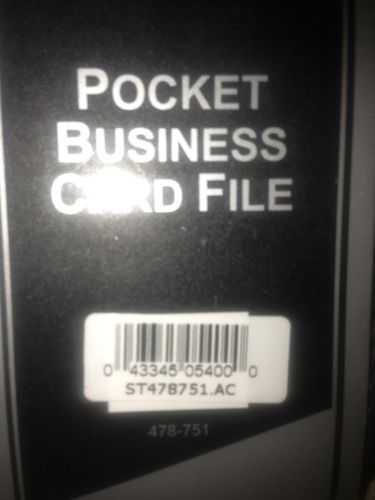 POCKET
BUSINESS
CARD FILE
0 43345 05400 0
ST478751.AC
478-751